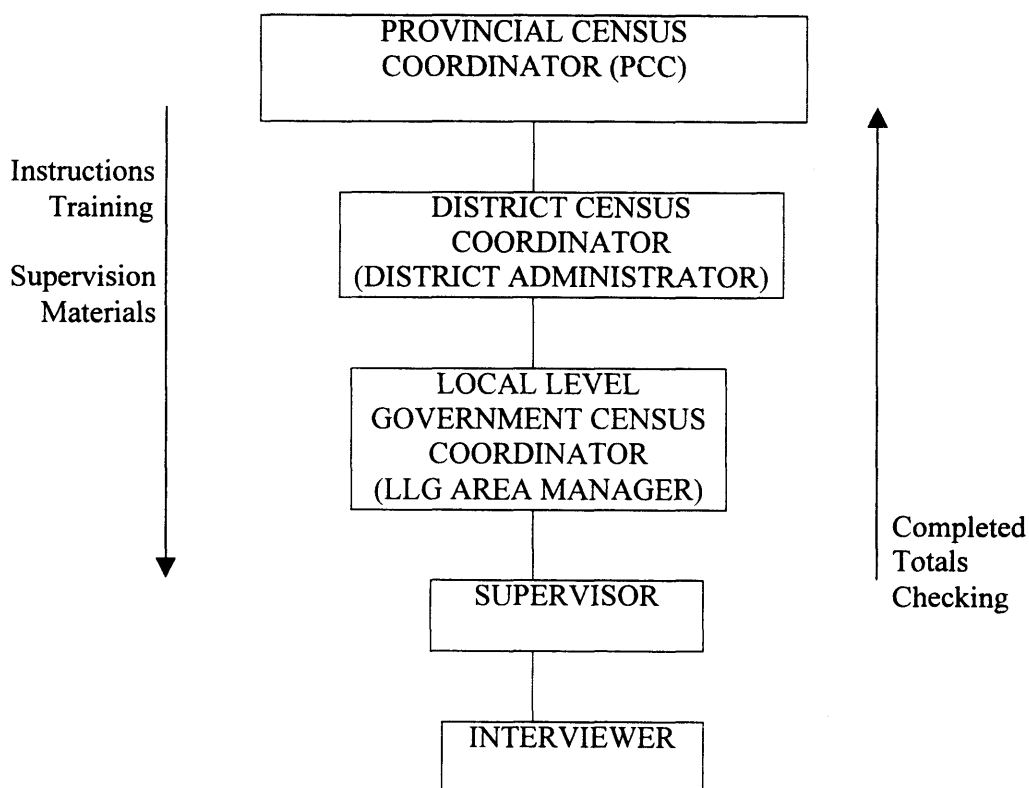 PROVINCIAL CENSUS
COORDINATOR (PCC)
Instructions
Training
Supervision
Materials
DISTRICT CENSUS
COORDINATOR
(DISTRICT ADMINISTRATOR)
LOCAL LEVEL
GOVERNMENT CENSUS
COORDINATOR
(LLG AREA MANAGER)
Completed
Totals
Checking
SUPERVISOR
INTERVIEWER